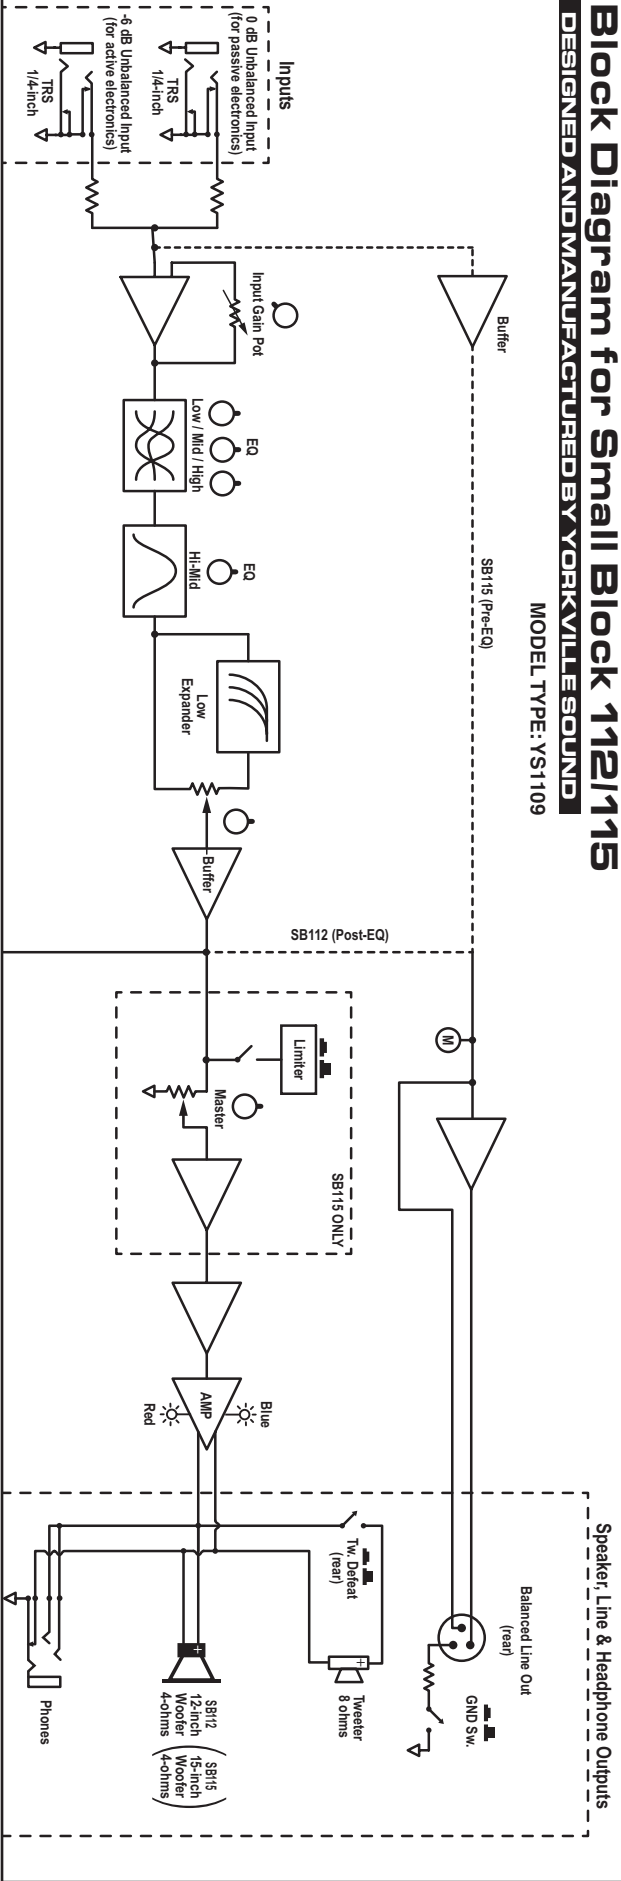 Block Diagram for Small Block 112/115
DESIGNED AND MANUFACTURED BY YORKVILLE SOUND
MODEL TYPE: YS1109
Inputs
0 dB Unbalanced Input
(for passive electronics)
TRS
1/4-inch
-6 dB Unbalanced Input
(for active electronics)
TRS
1/4-inch
Buffer
SB115 (Pre-EQ)
Input Gain Pot
EQ
Low / Mid / High
EQ
Hi-Mid
Low
Expander
Buffer
SB112 (Post-EQ)
M
Limiter
Master
SB115 ONLY
AMP
Blue
Red
Speaker, Line & Headphone Outputs
Balanced Line Out
(rear)
GND Sw.
Tw. Defeat
(rear)
+
Tweeter
8 ohms
+
SB112
12-inch
Woofer
4-ohms
(SB115
15-inch
Woofer
4-ohms)
Phones